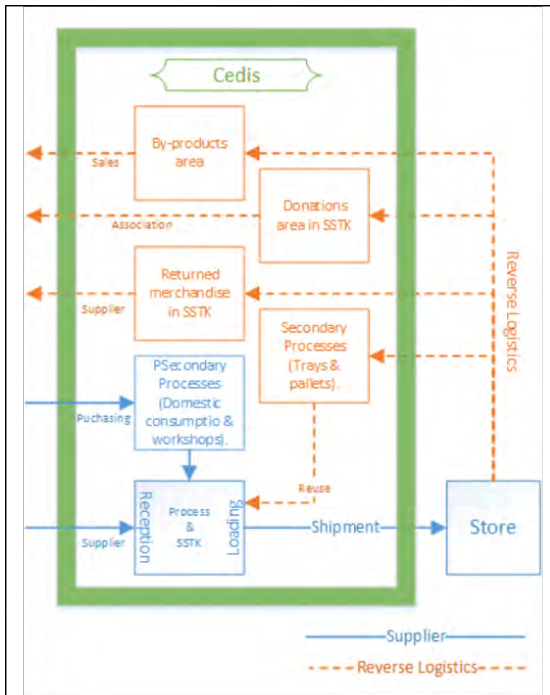 Cedis
By-products
area
Sales
Donations
area in SSTK
Association
Returned
merchandise
in SSTK
Supplier
Secondary
Processes
(Trays &
pallets).
Reverse Logistics
PSecondary
Processes
(Domestic
consumptio &
workshops).
Puchasing
Reuse
Reception
Process
&
SSTK
Loading
Supplier
Shipment
Store
Supplier
Reverse Logistics